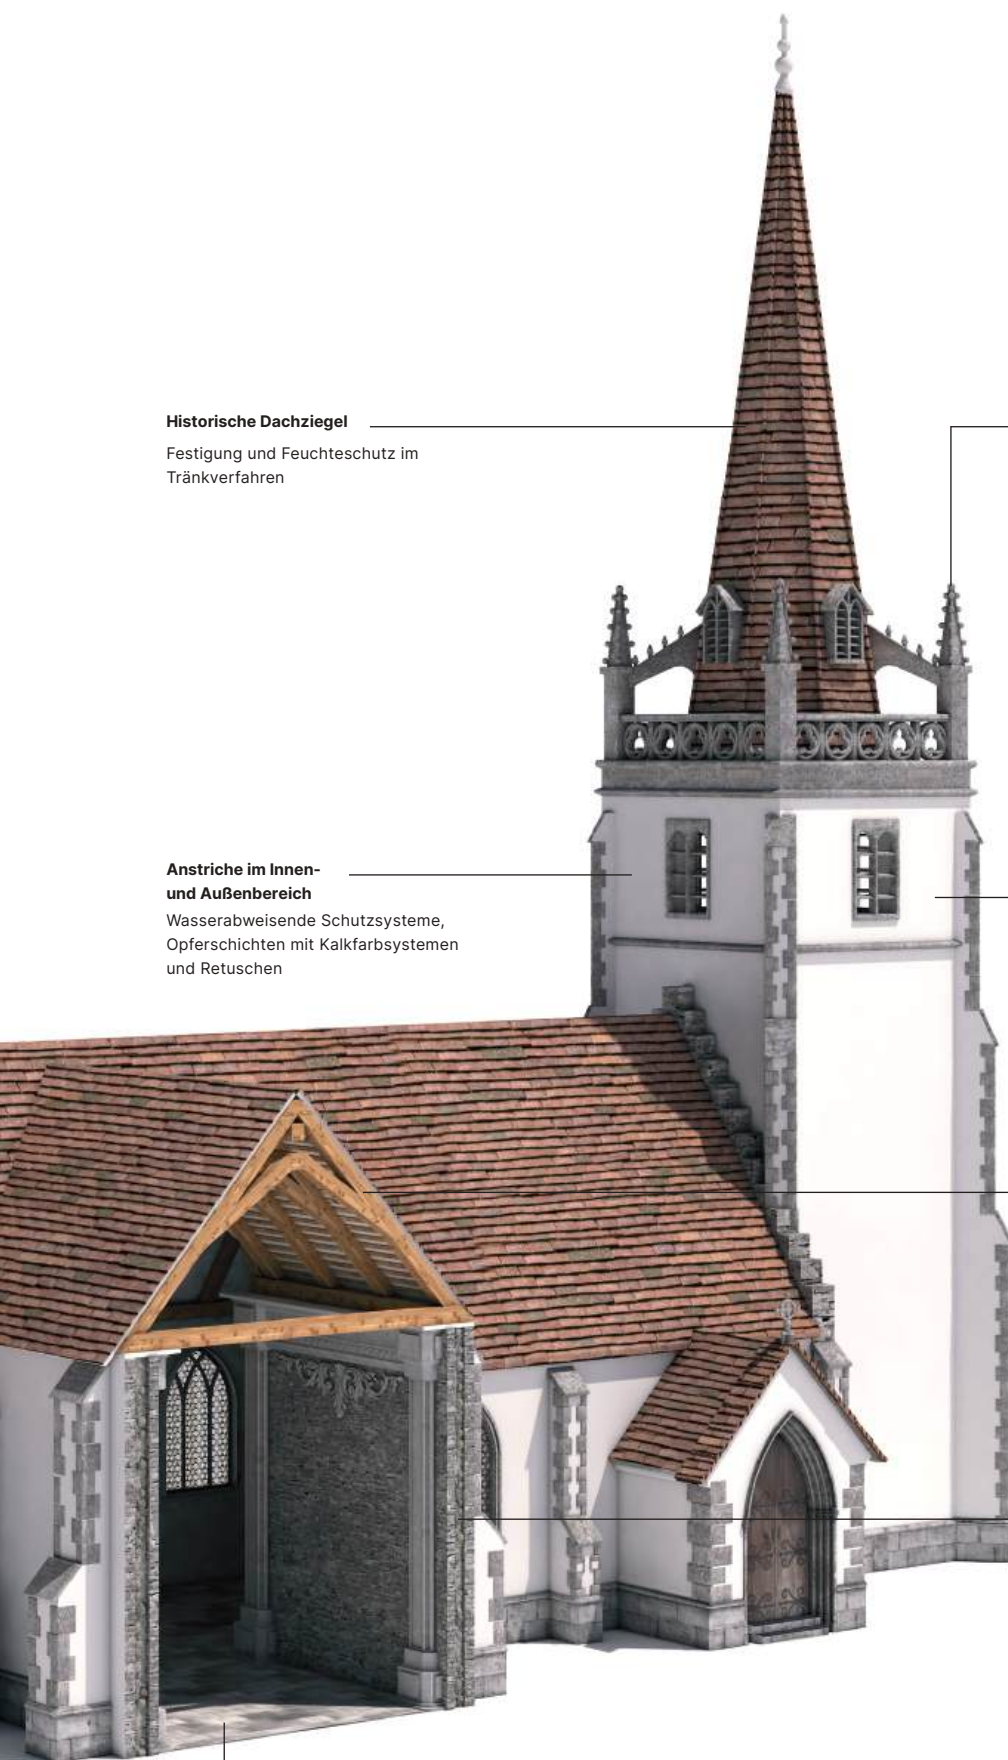 Historische Dachziegel
Festigung und Feuchteschutz im
Tränkverfahren
Anstriche im Innen-
und Außenbereich
Wasserabweisende Schutzsysteme,
Opferschichten mit Kalkfarbsystemen
und Retuschen